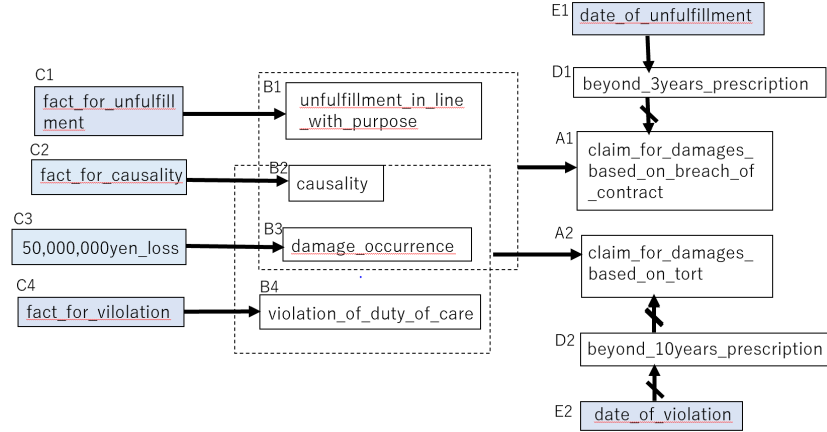 E1
date_of_unfulfillment
C1
D1
beyond_3years_prescription
fact_for_unfulfill
ment
B1
unfulfillment_in_line
_with_purpose
A1
claim_for_damages_
based_on_breach_of
_contract
C2
fact_for_causality
B2
causality
C3
50,000,000yen_loss
B3
damage_occurrence
A2
claim_for_damages_
based_on_tort
C4
fact_for_vilolation
B4
violation_of_duty_of_care
D2
beyond_10years_prescription
E2
date_of_violation